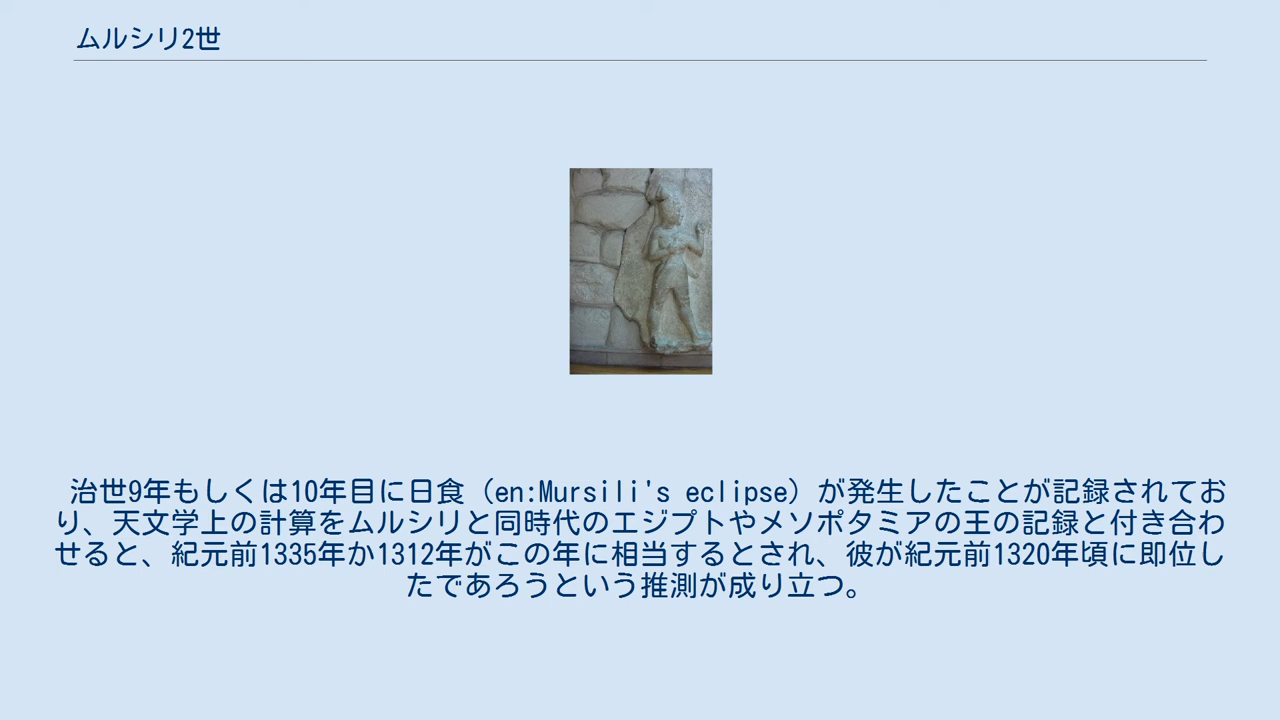 ムルシリ2世
治世9年もしくは10年目に日食（en:Mursili's eclipse）が発生したことが記録されてお
り、天文学上の計算をムルシリと同時代のエジプトやメソポタミアの王の記録と付き合わ
せると、紀元前1335年か1312年がこの年に相当するとされ、彼が紀元前1320年頃に即位し
たであろうという推測が成り立つ。